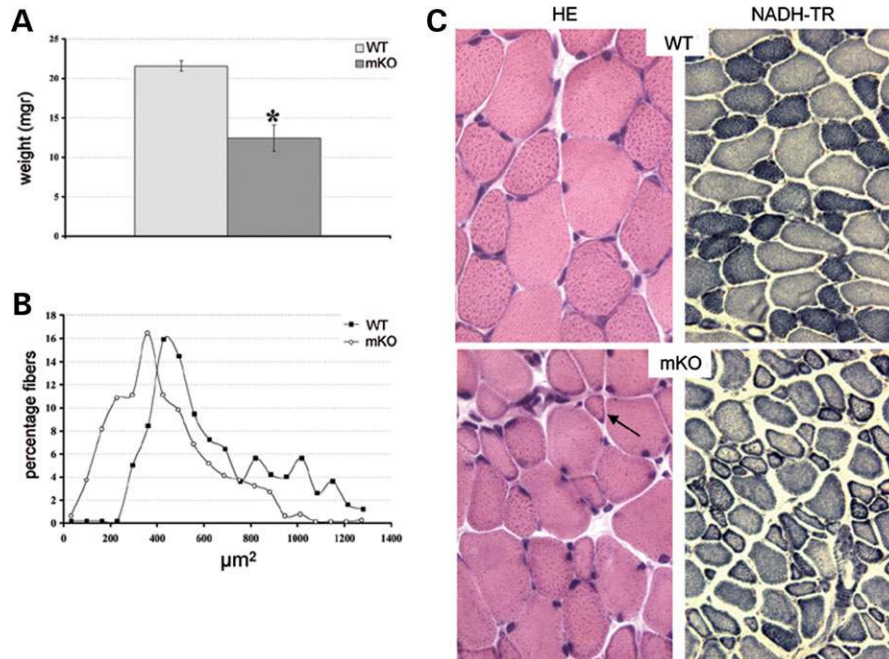 A
weight (mgr)
25
20
15
10
5
0
WT
mKO
*
B
percentage fibers
18
16
14
12
10
8
6
4
2
0
WT
mKO
0 200 400 600 800 1000 1200 1400
µm²
C
HE NADH-TR
WT
mKO